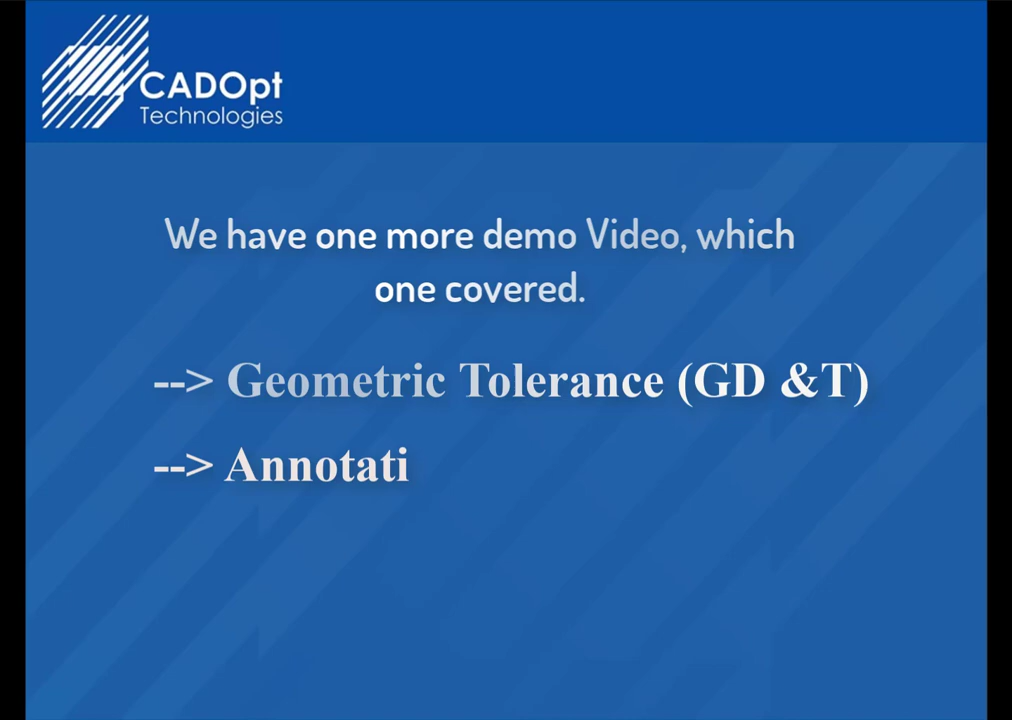 CADOpt
Technologies
We have one more demo Video, which
one covered.
--> Geometric Tolerance (GD &T)
--> Annotati